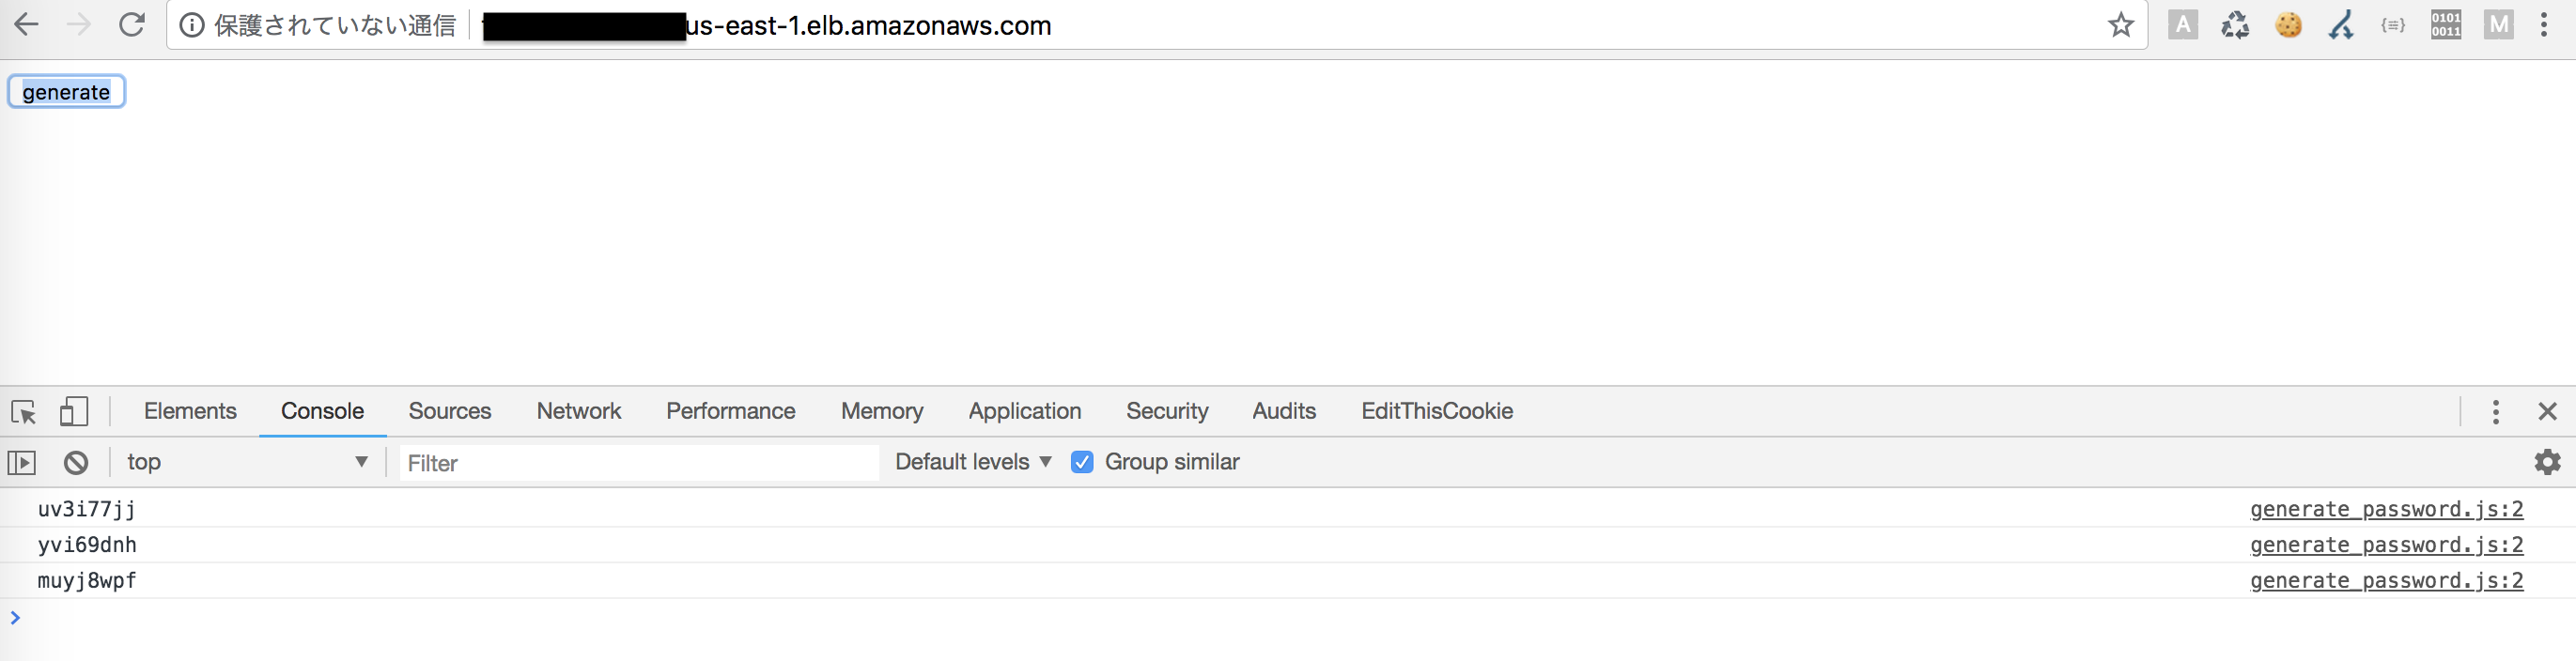 保護されていない通信 us-east-1.elb.amazonaws.com
A 0101 0011 M
generate
Elements Console Sources Network Performance Memory Application Security Audits EditThisCookie
top Filter Default levels Group similar
uv3i77jj generate_password.js:2
yvi69dnh generate_password.js:2
muyj8wpf generate_password.js:2